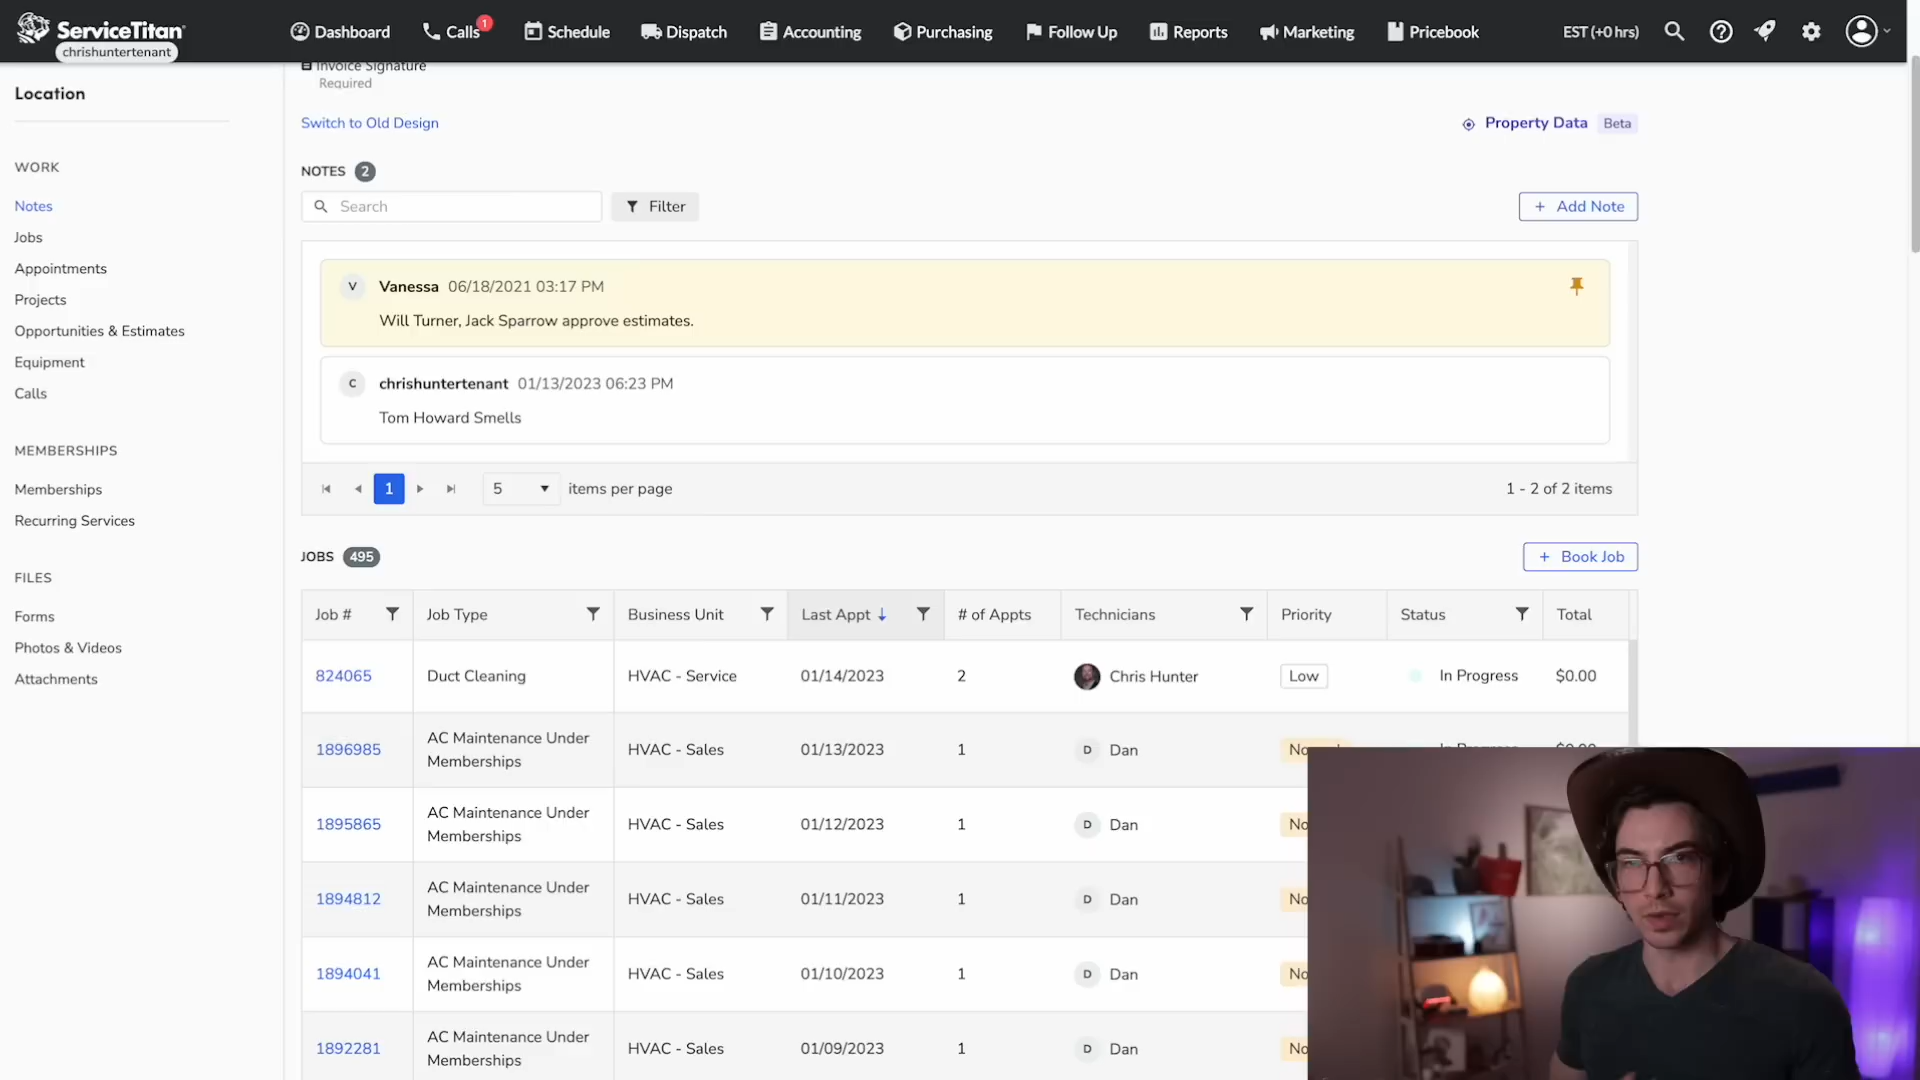 ServiceTitan
chrishuntertenant
Dashboard
Calls
1
Schedule
Dispatch
Accounting
Purchasing
Follow Up
Reports
Marketing
Pricebook
EST (+0 hrs)
Location
WORK
Notes
Jobs
Appointments
Projects
Opportunities & Estimates
Equipment
Calls
MEMBERSHIPS
Memberships
Recurring Services
FILES
Forms
Photos & Videos
Attachments
Invoice Signature
Required
Switch to Old Design
Property Data Beta
NOTES 2
Search
Filter
+ Add Note
V Vanessa 06/18/2021 03:17 PM
Will Turner, Jack Sparrow approve estimates.
C chrishuntertenant 01/13/2023 06:23 PM
Tom Howard Smells
1 5 items per page 1 - 2 of 2 items
JOBS 495
+ Book Job
Job # Job Type Business Unit Last Appt # of Appts Technicians Priority Status Total
824065 Duct Cleaning HVAC - Service 01/14/2023 2 Chris Hunter Low In Progress $0.00
1896985 AC Maintenance Under Memberships HVAC - Sales 01/13/2023 1 D Dan
1895865 AC Maintenance Under Memberships HVAC - Sales 01/12/2023 1 D Dan No
1894812 AC Maintenance Under Memberships HVAC - Sales 01/11/2023 1 D Dan No
1894041 AC Maintenance Under Memberships HVAC - Sales 01/10/2023 1 D Dan No
1892281 AC Maintenance Under Memberships HVAC - Sales 01/09/2023 1 D Dan No